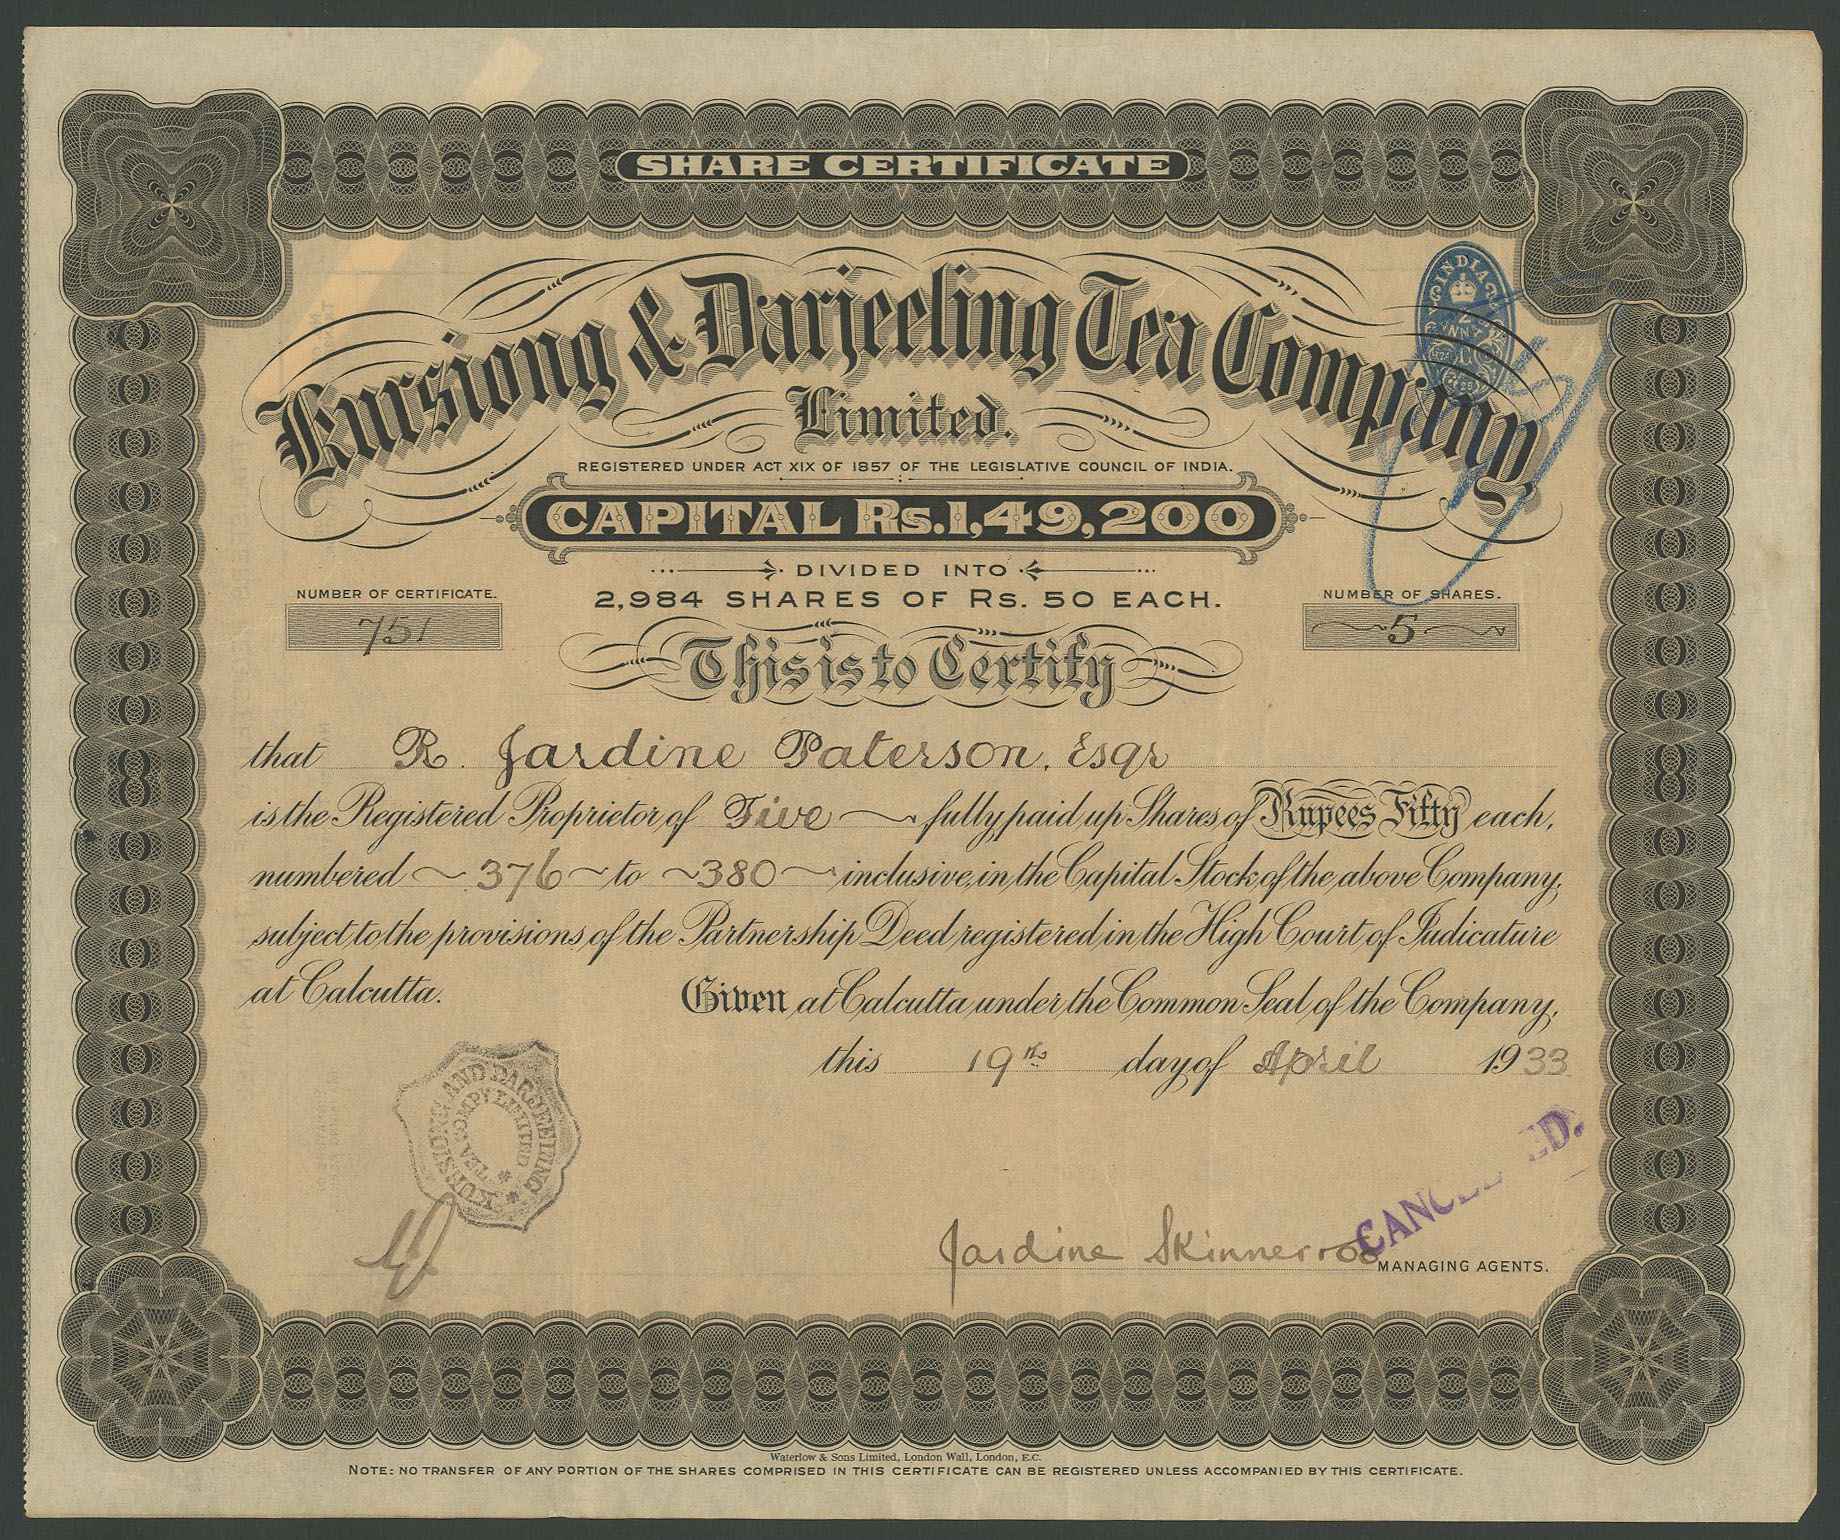 SHARE CERTIFICATE
Kursiong & Darjeeling Tea Company
Limited.
REGISTERED UNDER ACT XIX OF 1857 OF THE LEGISLATIVE COUNCIL OF INDIA.
CAPITAL Rs.1,49,200
DIVIDED INTO
2,984 SHARES OF Rs. 50 EACH.
NUMBER OF CERTIFICATE.
751
NUMBER OF SHARES.
5
INDIA
This is to Certify
that R. Jardine Paterson, Esqr
is the Registered Proprietor of Five fully paid up Shares of Rupees Fifty each,
numbered 376 to 380 inclusive, in the Capital Stock of the above Company,
subject to the provisions of the Partnership Deed registered in the High Court of Judicature
at Calcutta. Given at Calcutta under the Common Seal of the Company,
this 19th day of April 1933
KURSIONG AND DARJEELING
TEA COMPY LIMITED
CANCELLED.
Jardine Skinner & Co
MANAGING AGENTS.
Waterlow & Sons Limited, London Wall, London, E.C.
NOTE: NO TRANSFER OF ANY PORTION OF THE SHARES COMPRISED IN THIS CERTIFICATE CAN BE REGISTERED UNLESS ACCOMPANIED BY THIS CERTIFICATE.